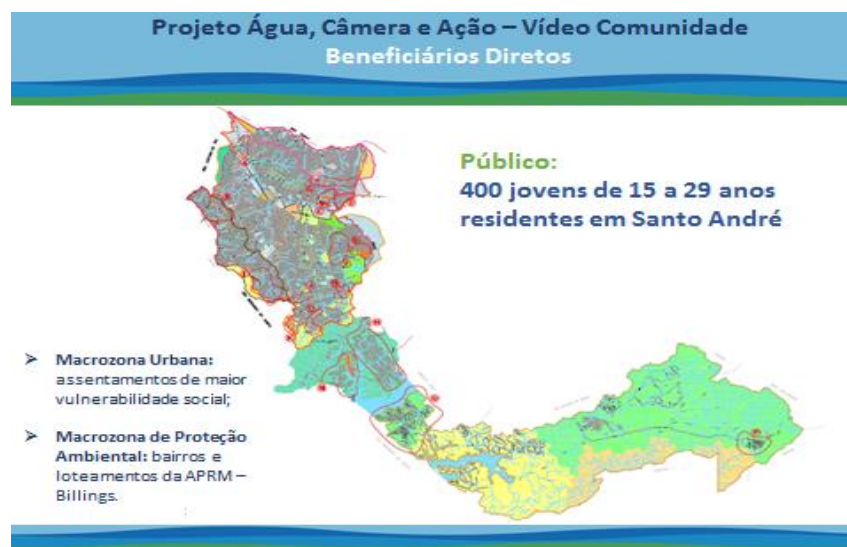 Projeto Água, Câmera e Ação – Vídeo Comunidade
Beneficiários Diretos
Público:
400 jovens de 15 a 29 anos
residentes em Santo André
➢ Macrozona Urbana:
assentamentos de maior
vulnerabilidade social;
➢ Macrozona de Proteção
Ambiental: bairros e
loteamentos da APRM –
Billings.